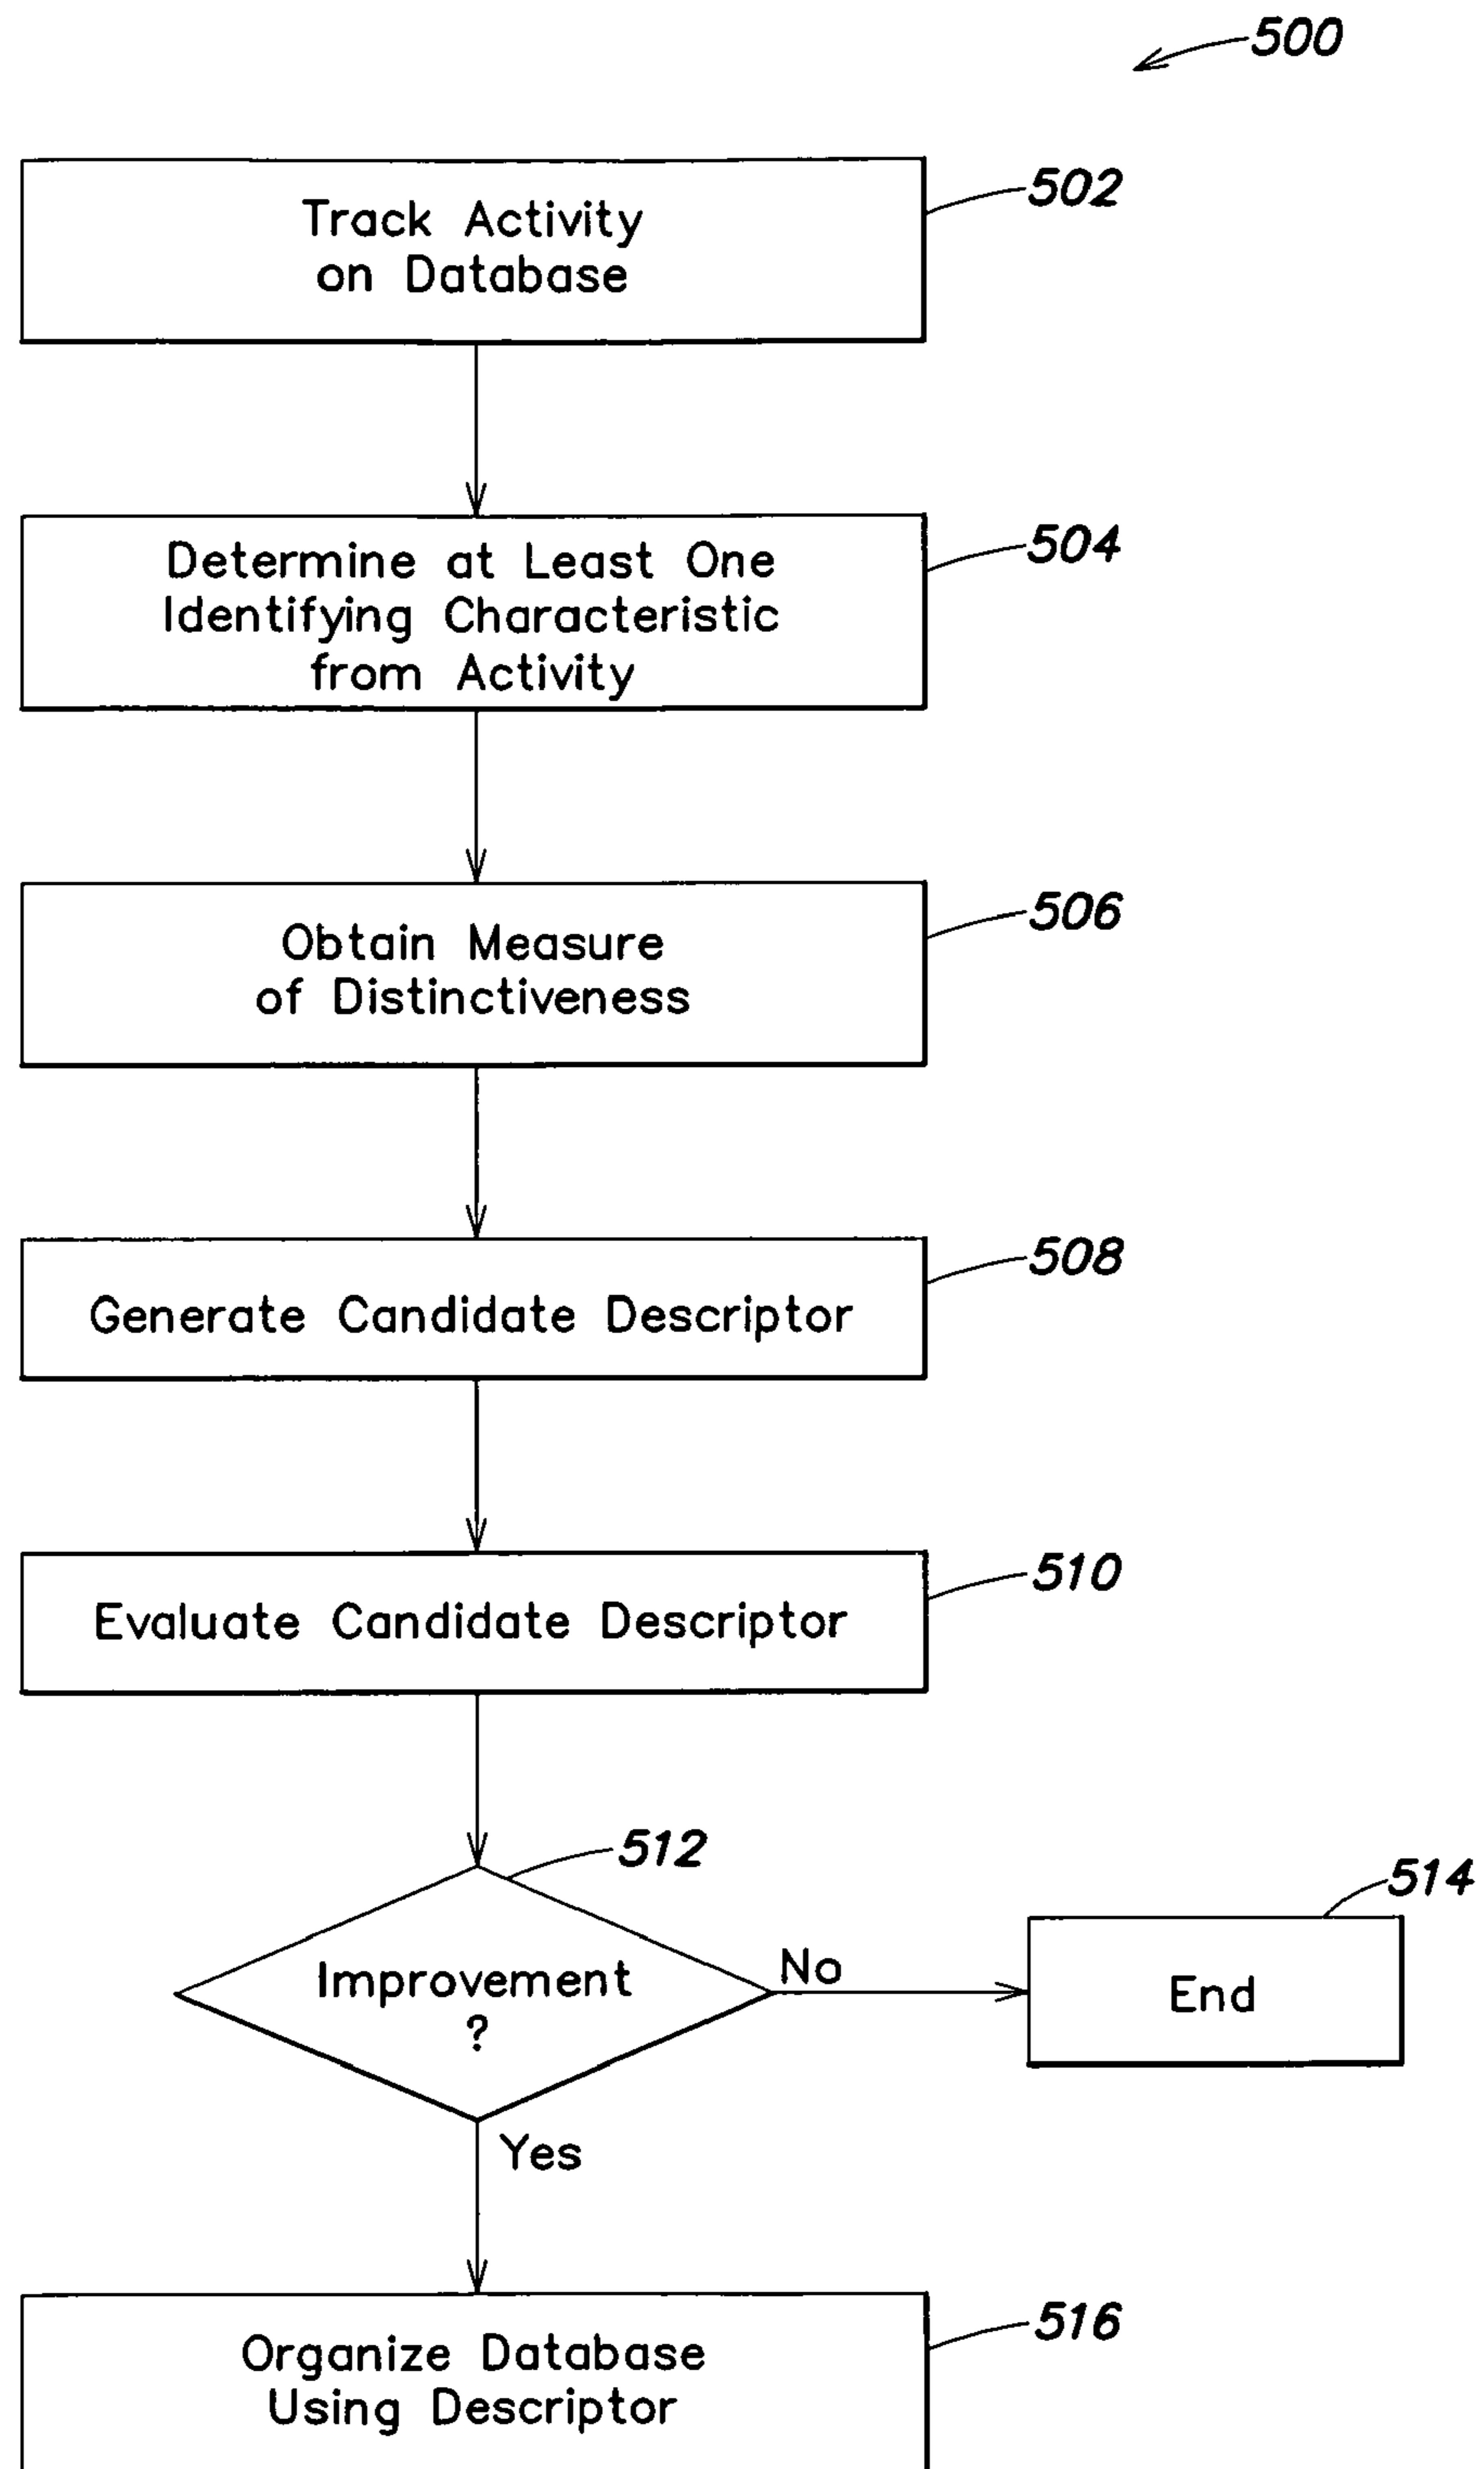 500
Track Activity
on Database
502
Determine at Least One
Identifying Characteristic
from Activity
504
Obtain Measure
of Distinctiveness
506
Generate Candidate Descriptor
508
Evaluate Candidate Descriptor
510
512
Improvement
?
No
514
End
Yes
Organize Database
Using Descriptor
516